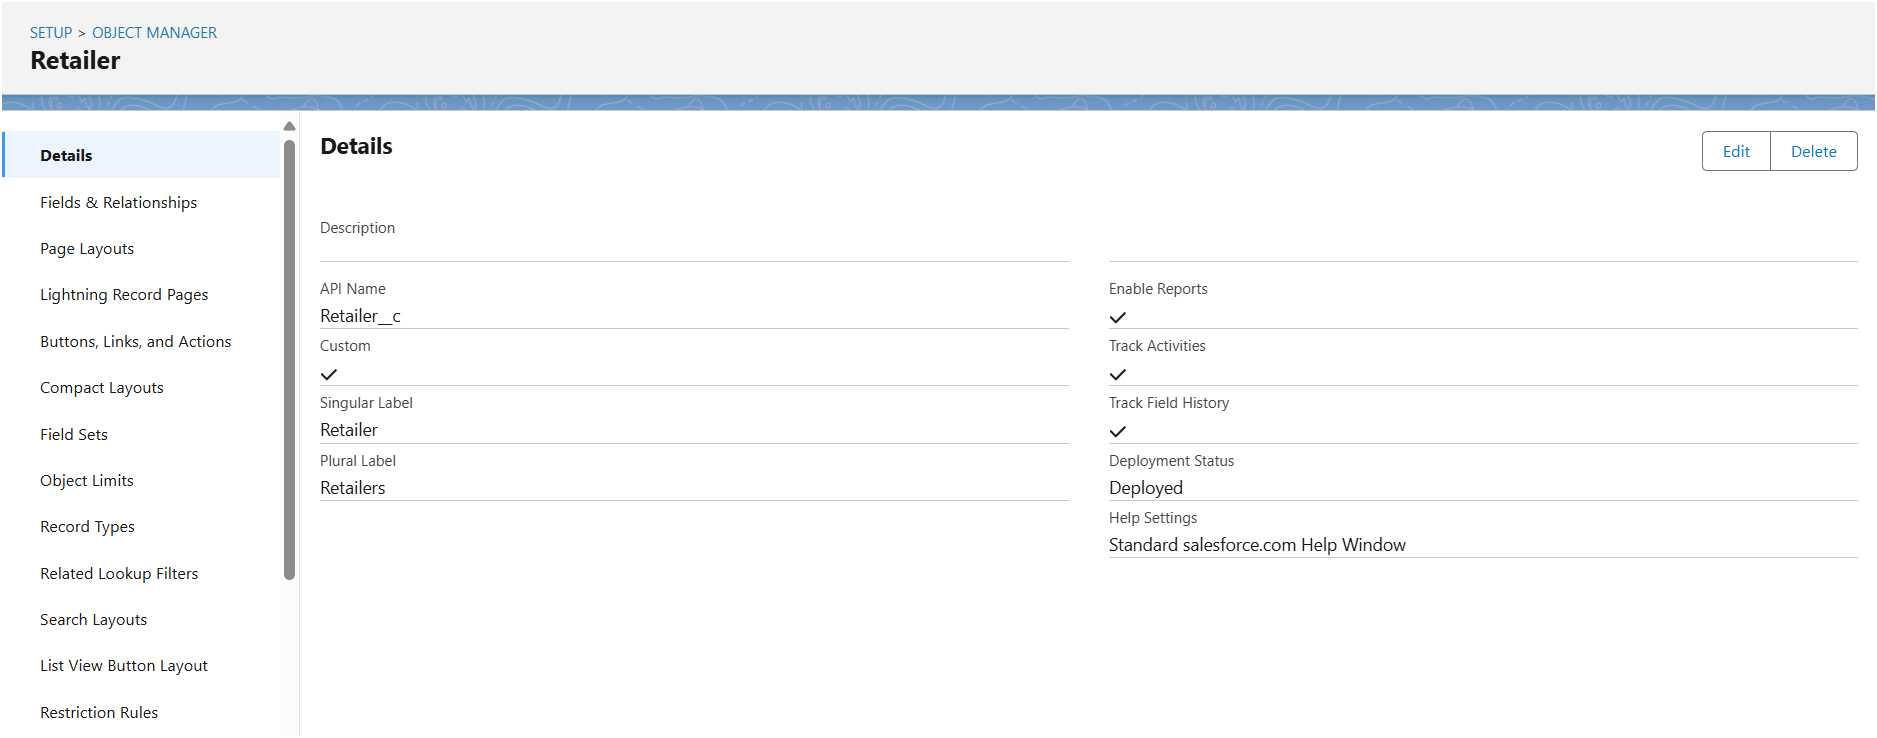 SETUP > OBJECT MANAGER
Retailer
Details
Fields & Relationships
Page Layouts
Lightning Record Pages
Buttons, Links, and Actions
Compact Layouts
Field Sets
Object Limits
Record Types
Related Lookup Filters
Search Layouts
List View Button Layout
Restriction Rules
Details
Edit
Delete
Description
API Name
Retailer__c
Custom
Singular Label
Retailer
Plural Label
Retailers
Enable Reports
Track Activities
Track Field History
Deployment Status
Deployed
Help Settings
Standard salesforce.com Help Window